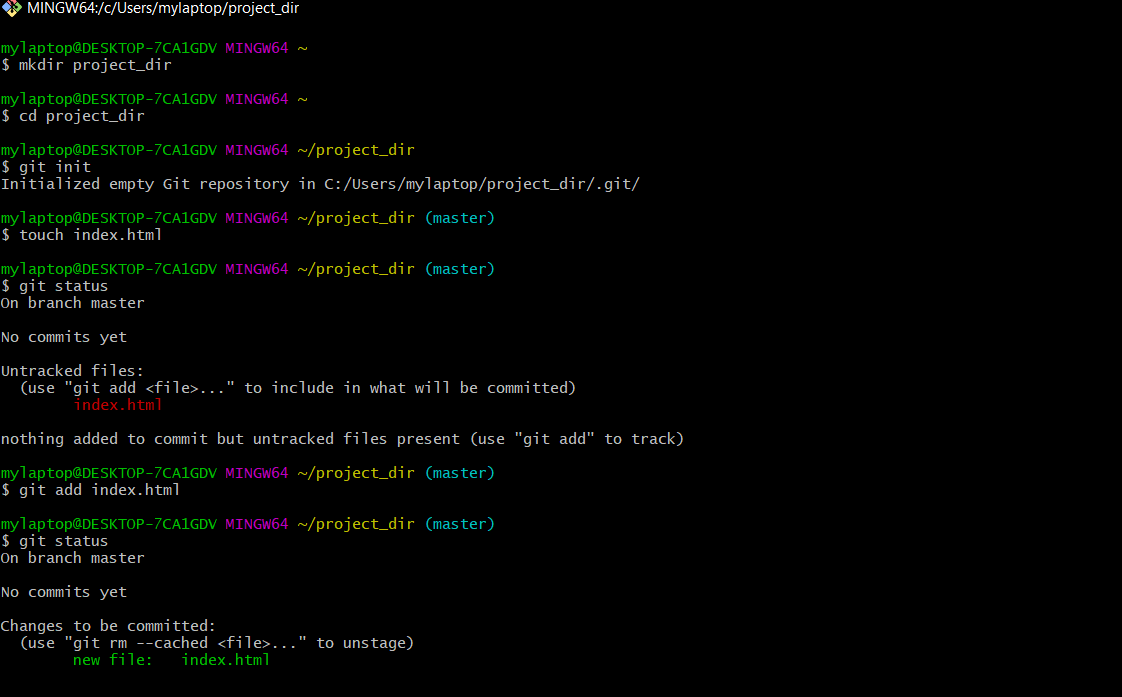 MINGW64:/c/Users/mylaptop/project_dir
mylaptop@DESKTOP-7CA1GDV MINGW64 ~
$ mkdir project_dir
mylaptop@DESKTOP-7CA1GDV MINGW64 ~
$ cd project_dir
mylaptop@DESKTOP-7CA1GDV MINGW64 ~/project_dir
$ git init
Initialized empty Git repository in C:/Users/mylaptop/project_dir/.git/
mylaptop@DESKTOP-7CA1GDV MINGW64 ~/project_dir (master)
$ touch index.html
mylaptop@DESKTOP-7CA1GDV MINGW64 ~/project_dir (master)
$ git status
On branch master
No commits yet
Untracked files:
  (use "git add <file>..." to include in what will be committed)
        index.html
nothing added to commit but untracked files present (use "git add" to track)
mylaptop@DESKTOP-7CA1GDV MINGW64 ~/project_dir (master)
$ git add index.html
mylaptop@DESKTOP-7CA1GDV MINGW64 ~/project_dir (master)
$ git status
On branch master
No commits yet
Changes to be committed:
  (use "git rm --cached <file>..." to unstage)
        new file:   index.html